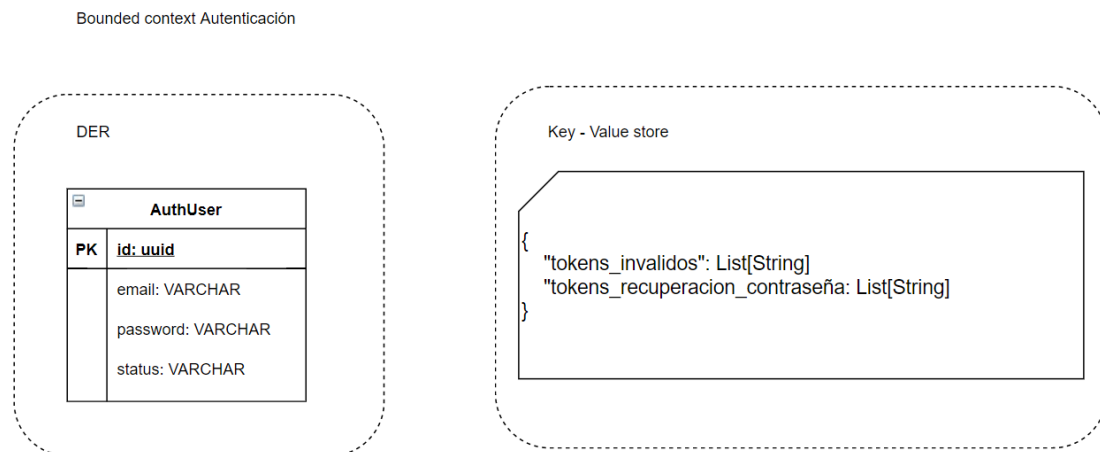 Bounded context Autenticación
DER
AuthUser
PK id: uuid
email: VARCHAR
password: VARCHAR
status: VARCHAR
Key - Value store
{
"tokens_invalidos": List[String]
"tokens_recuperacion_contraseña: List[String]
}